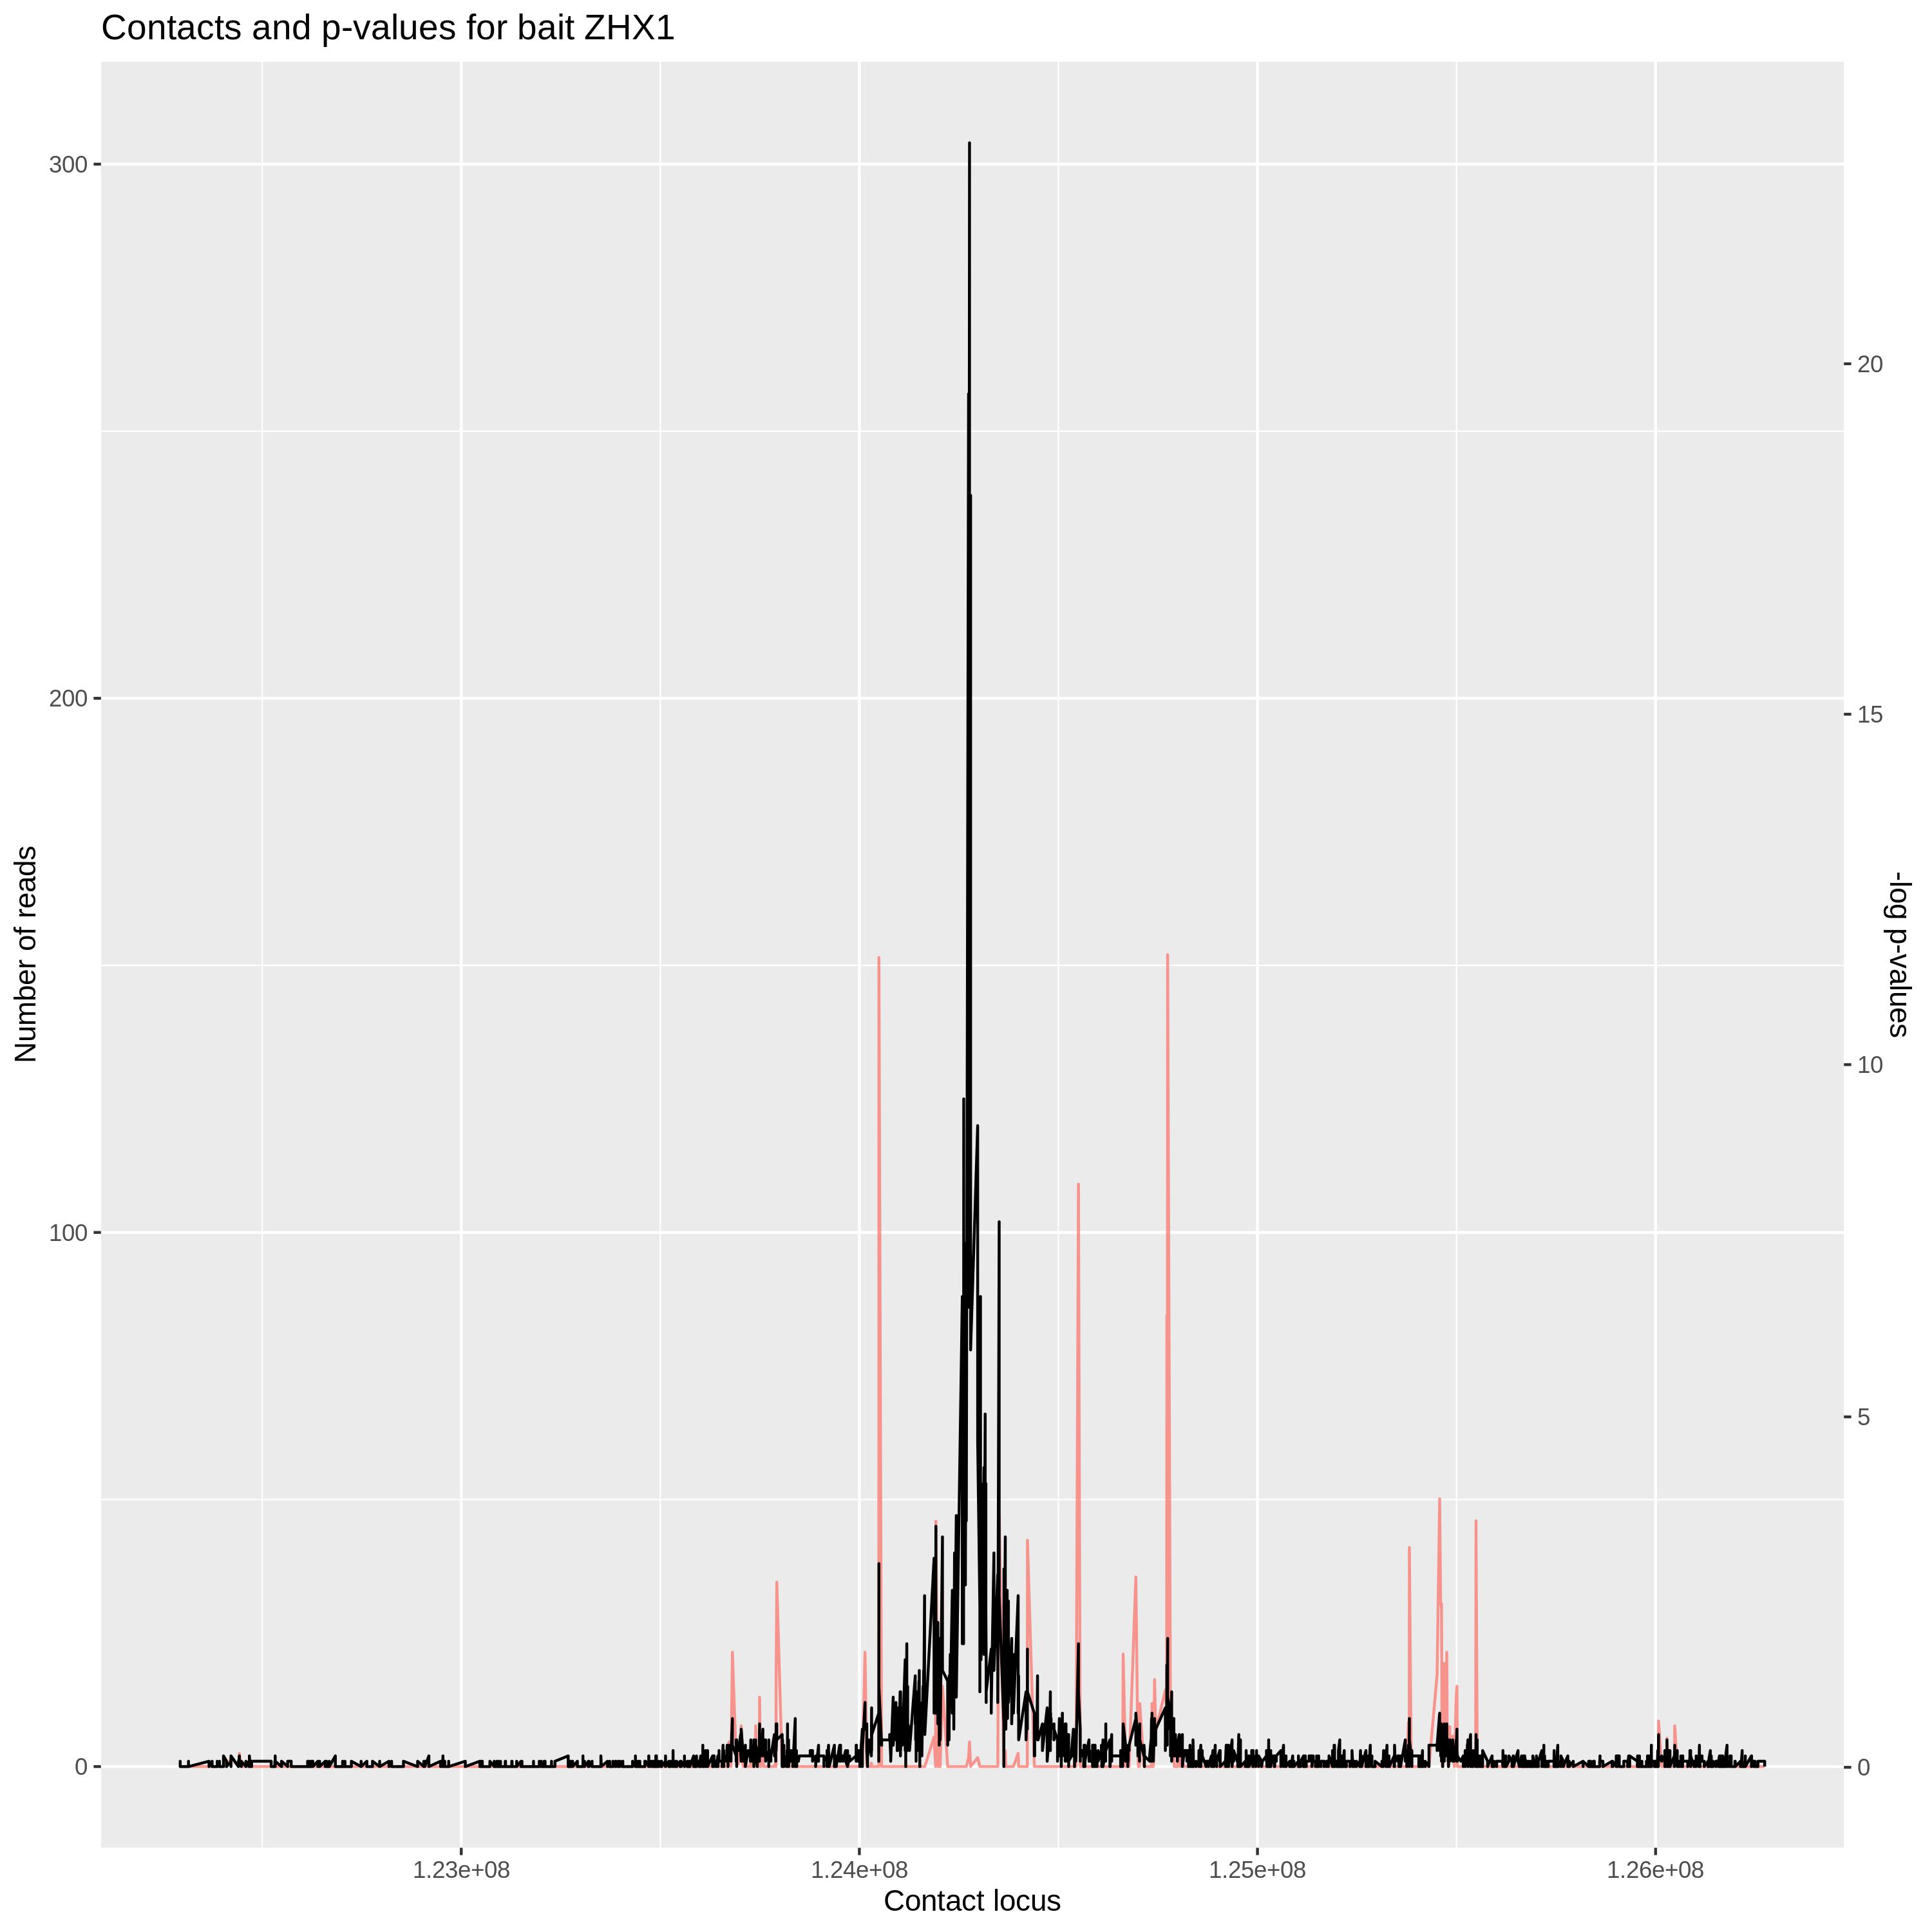 Contacts and p-values for bait ZHX1
300
200
100
0
Number of reads
20
15
10
5
0
-log p-values
1.23e+08
1.24e+08
1.25e+08
1.26e+08
Contact locus